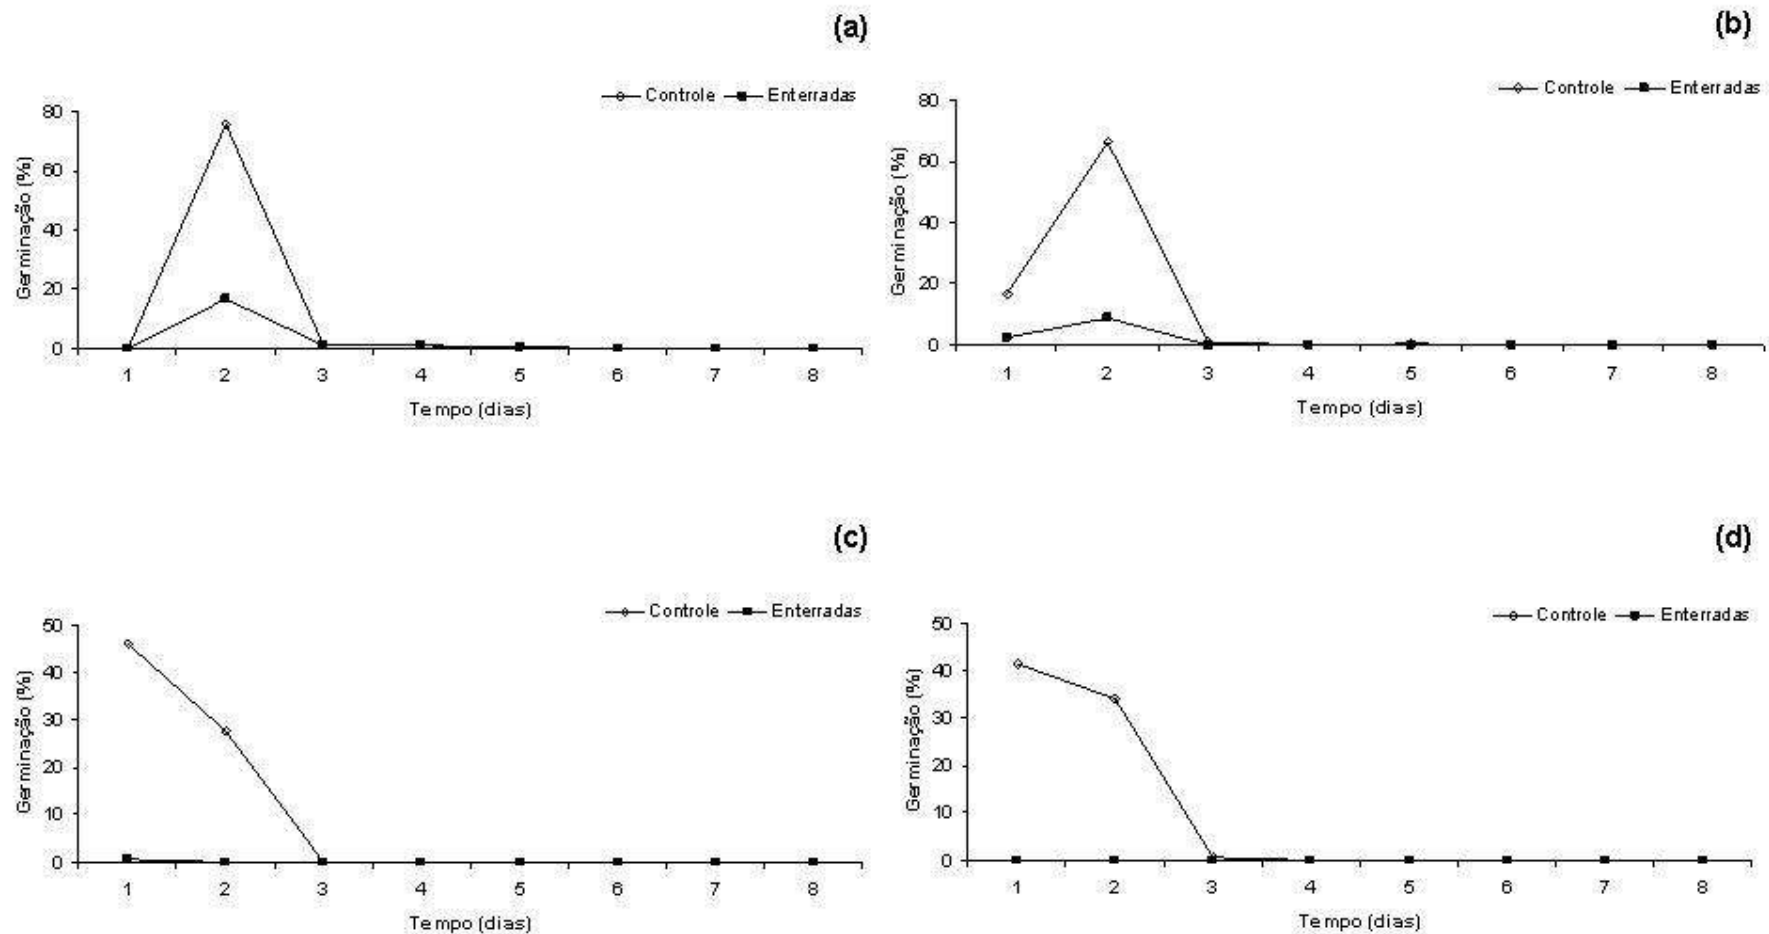 (a)
Controle Enterradas
Germinação (%)
80
60
40
20
0
1 2 3 4 5 6 7 8
Tempo (dias)
(b)
Controle Enterradas
Germinação (%)
80
60
40
20
0
1 2 3 4 5 6 7 8
Tempo (dias)
(c)
Controle Enterradas
Germinação (%)
50
40
30
20
10
0
1 2 3 4 5 6 7 8
Tempo (dias)
(d)
Controle Enterradas
Germinação (%)
50
40
30
20
10
0
1 2 3 4 5 6 7 8
Tempo (dias)